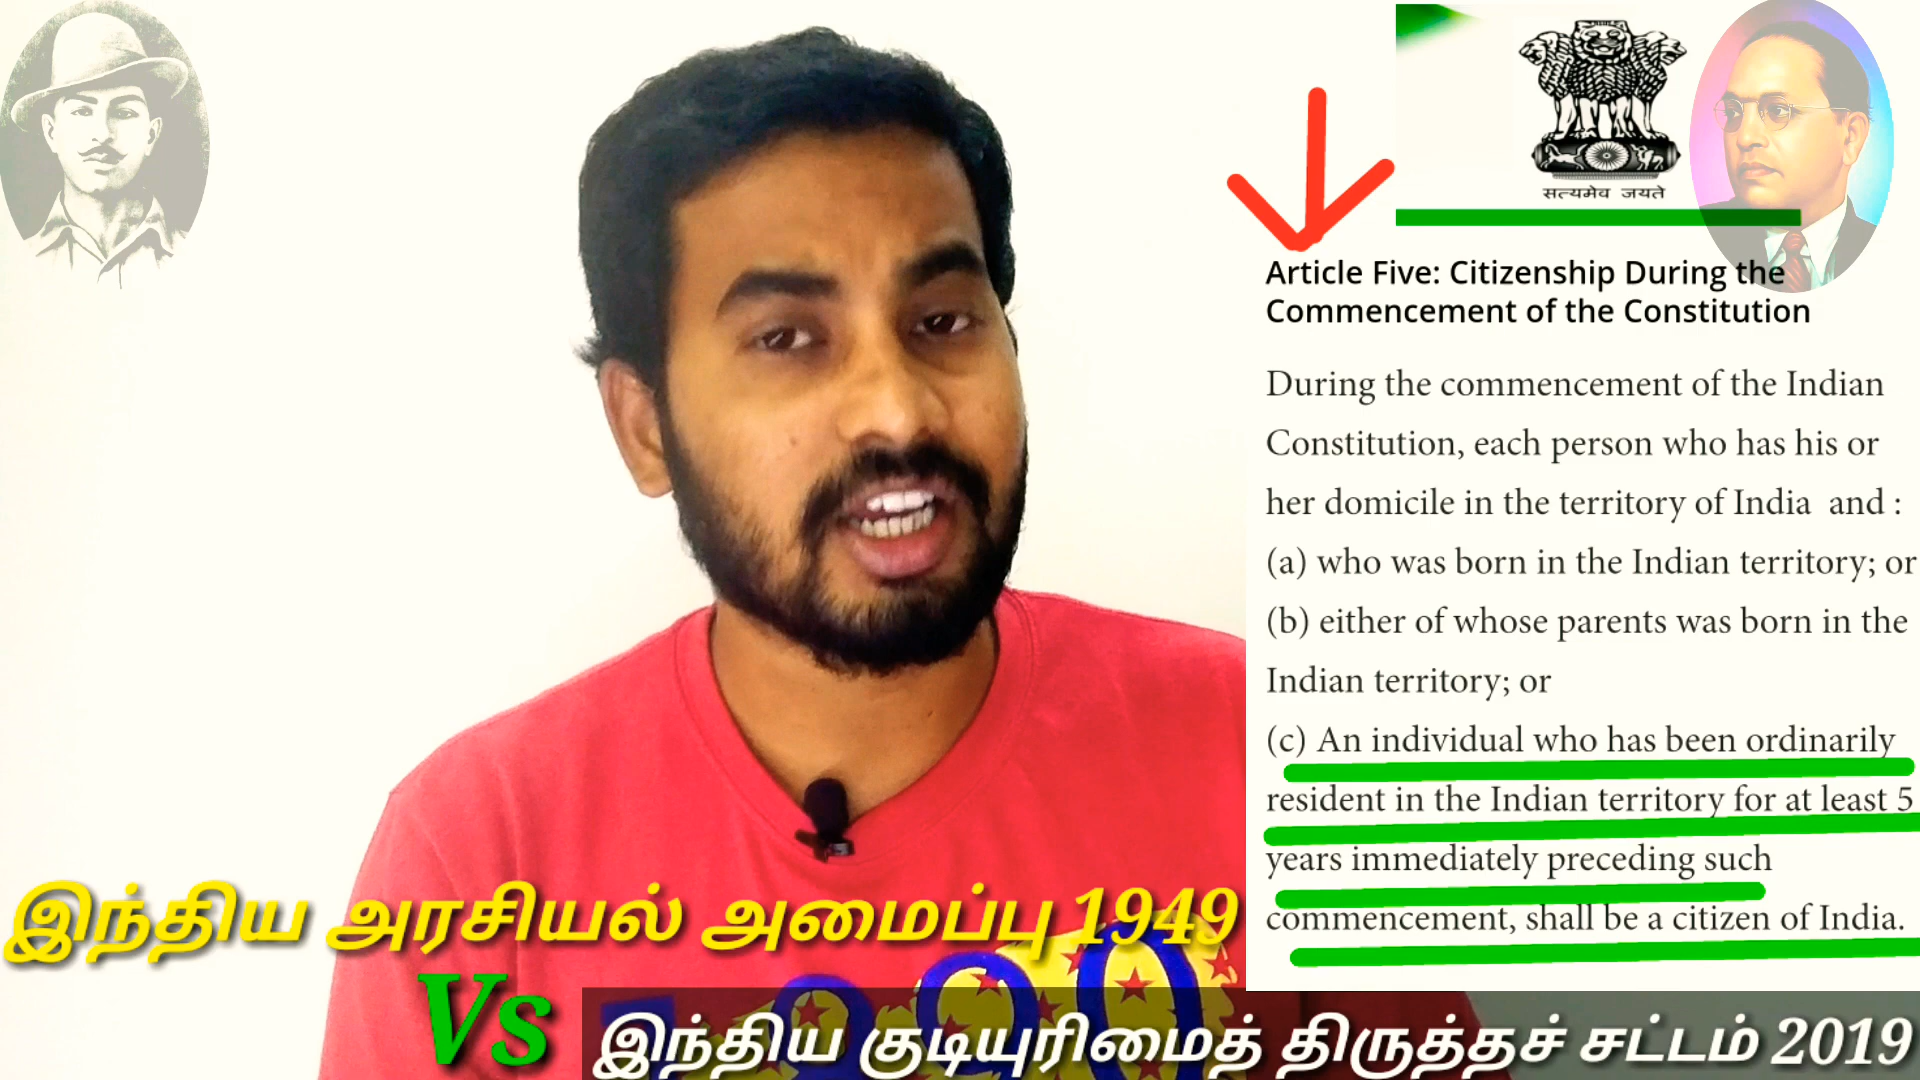 सत्यमेव जयते
Article Five: Citizenship During the
Commencement of the Constitution
During the commencement of the Indian
Constitution, each person who has his or
her domicile in the territory of India and :
(a) who was born in the Indian territory; or
(b) either of whose parents was born in the
Indian territory; or
(c) An individual who has been ordinarily
resident in the Indian territory for at least 5
years immediately preceding such
commencement, shall be a citizen of India.
இந்திய அரசியல் அமைப்பு 1949
Vs
இந்திய குடியுரிமைத் திருத்தச் சட்டம் 2019